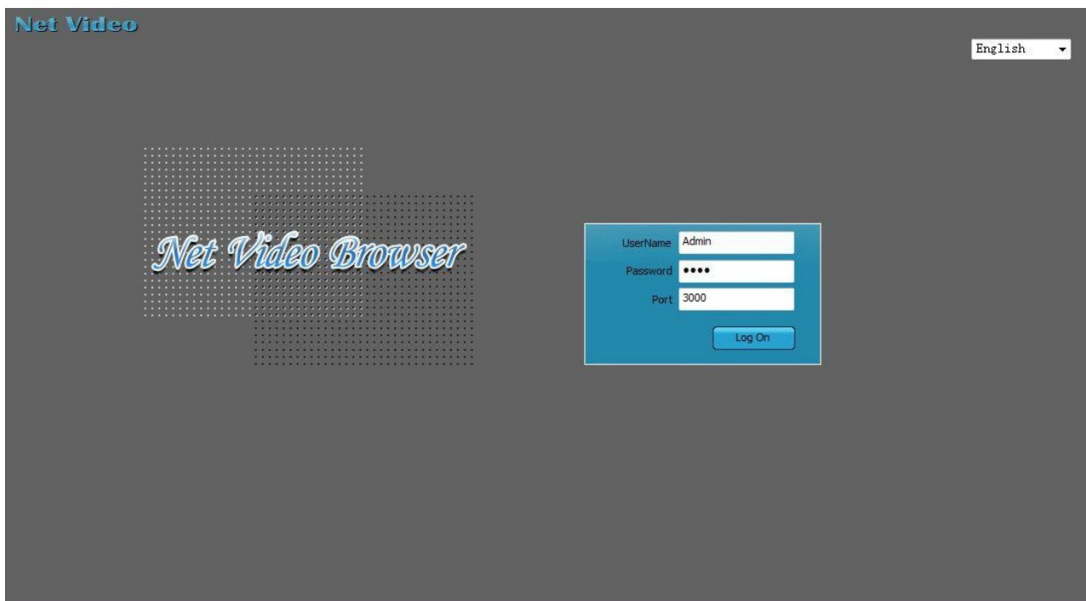 Net Video
English
Net Video Browser
UserName Admin
Password ••••
Port 3000
Log On